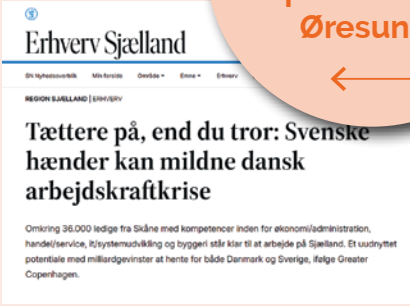 Øresun
Erhverv Sjælland
SN Nyhedsoverblik Min forside Område Emne Erhverv
REGION SJÆLLAND | ERHVERV
Tættere på, end du tror: Svenske
hænder kan mildne dansk
arbejdskraftkrise
Omkring 36.000 ledige fra Skåne med kompetencer inden for økonomi/administration,
handel/service, it/systemudvikling og byggeri står klar til at arbejde på Sjælland. Et uudnyttet
potentiale med milliardgevinster at hente for både Danmark og Sverige, ifølge Greater
Copenhagen.